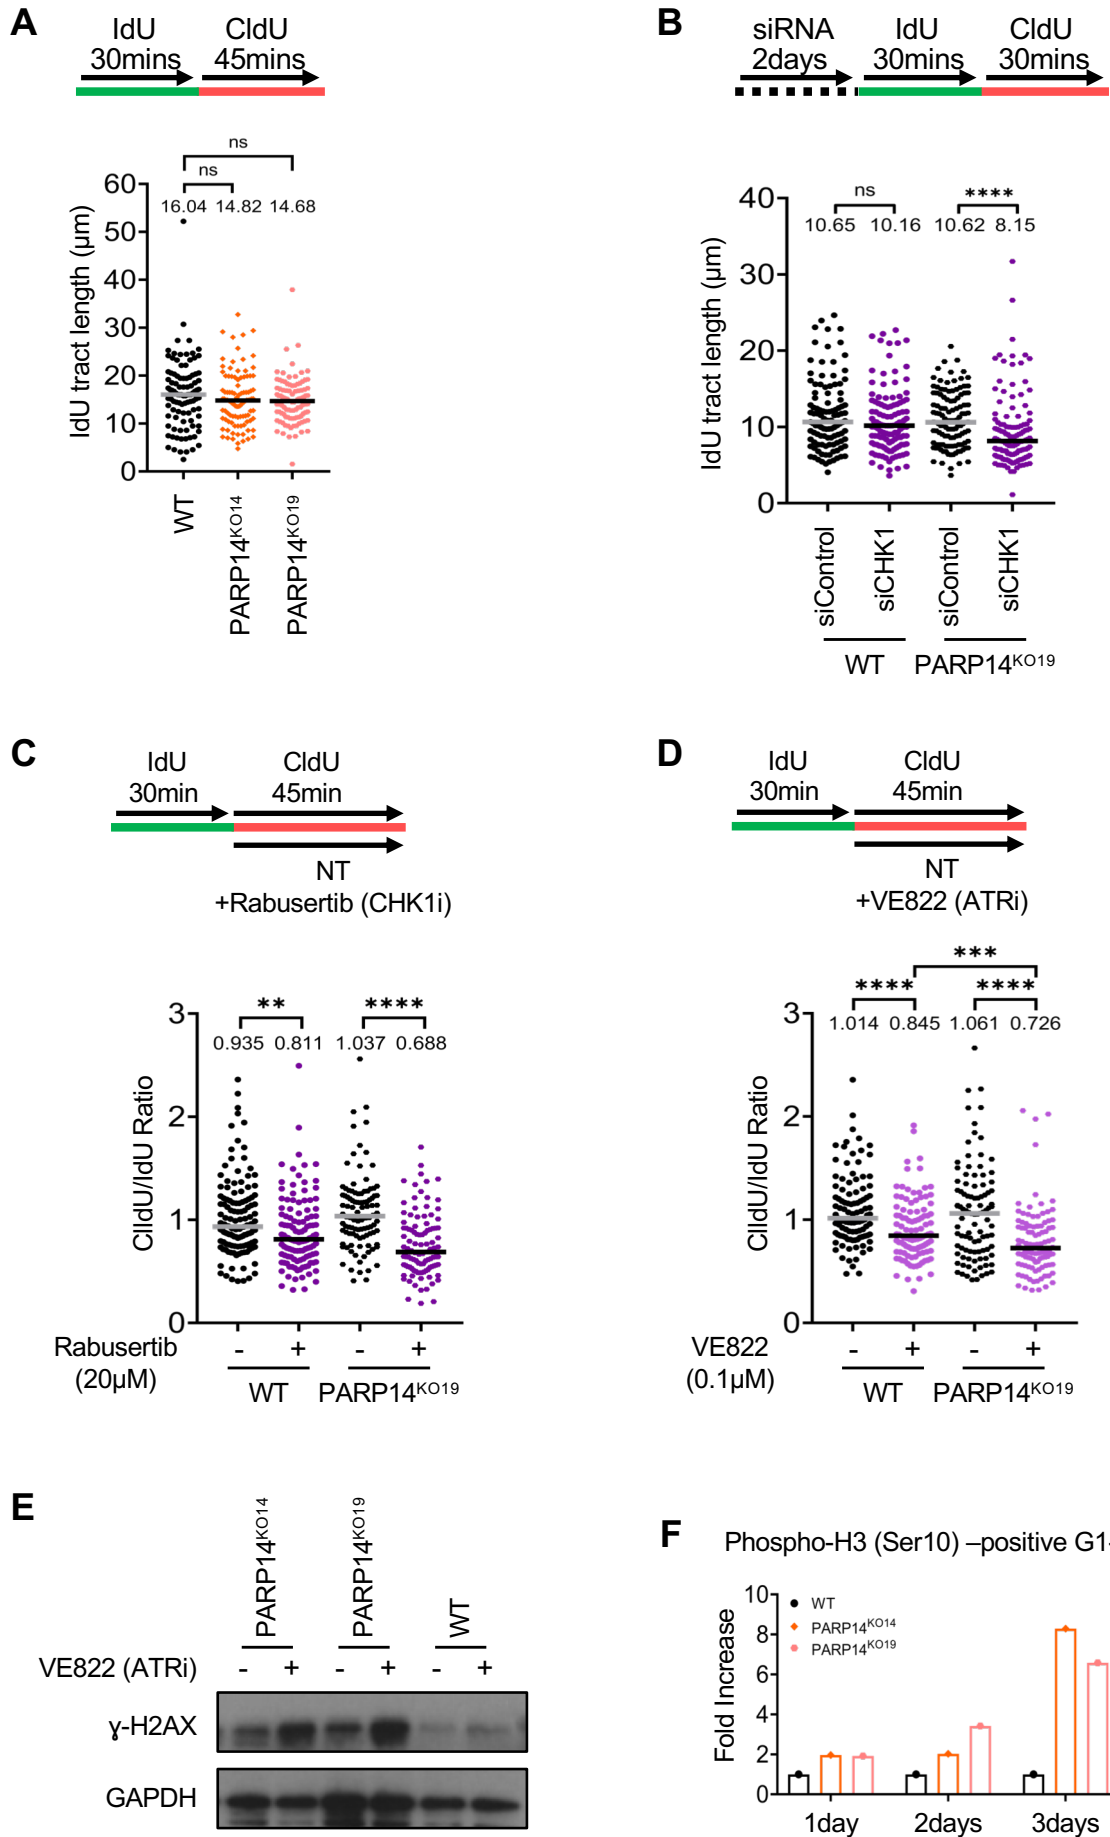 A
IdU
30mins
CldU
45mins
ns
ns
16.04 14.82 14.68
60
50
40
30
20
10
0
IdU tract length (µm)
WT
PARP14KO14
PARP14KO19
B
siRNA
2days
IdU
30mins
CldU
30mins
ns
****
10.65 10.16 10.62 8.15
40
30
20
10
0
IdU tract length (µm)
siControl
siCHK1
siControl
siCHK1
WT PARP14KO19
C
IdU
30min
CldU
45min
NT
+Rabusertib (CHK1i)
** ****
0.935 0.811 1.037 0.688
3
2
1
0
ClldU/IdU Ratio
Rabusertib - + - +
(20µM)
WT PARP14KO19
D
IdU
30min
CldU
45min
NT
+VE822 (ATRi)
***
**** ****
1.014 0.845 1.061 0.726
3
2
1
0
ClldU/IdU Ratio
VE822 - + - +
(0.1µM)
WT PARP14KO19
E
PARP14KO14
PARP14KO19
WT
VE822 (ATRi) - + - + - +
ɣ-H2AX
GAPDH
F
Phospho-H3 (Ser10) –positive G1-
10
8
6
4
2
0
Fold Increase
WT
PARP14KO14
PARP14KO19
1day 2days 3days